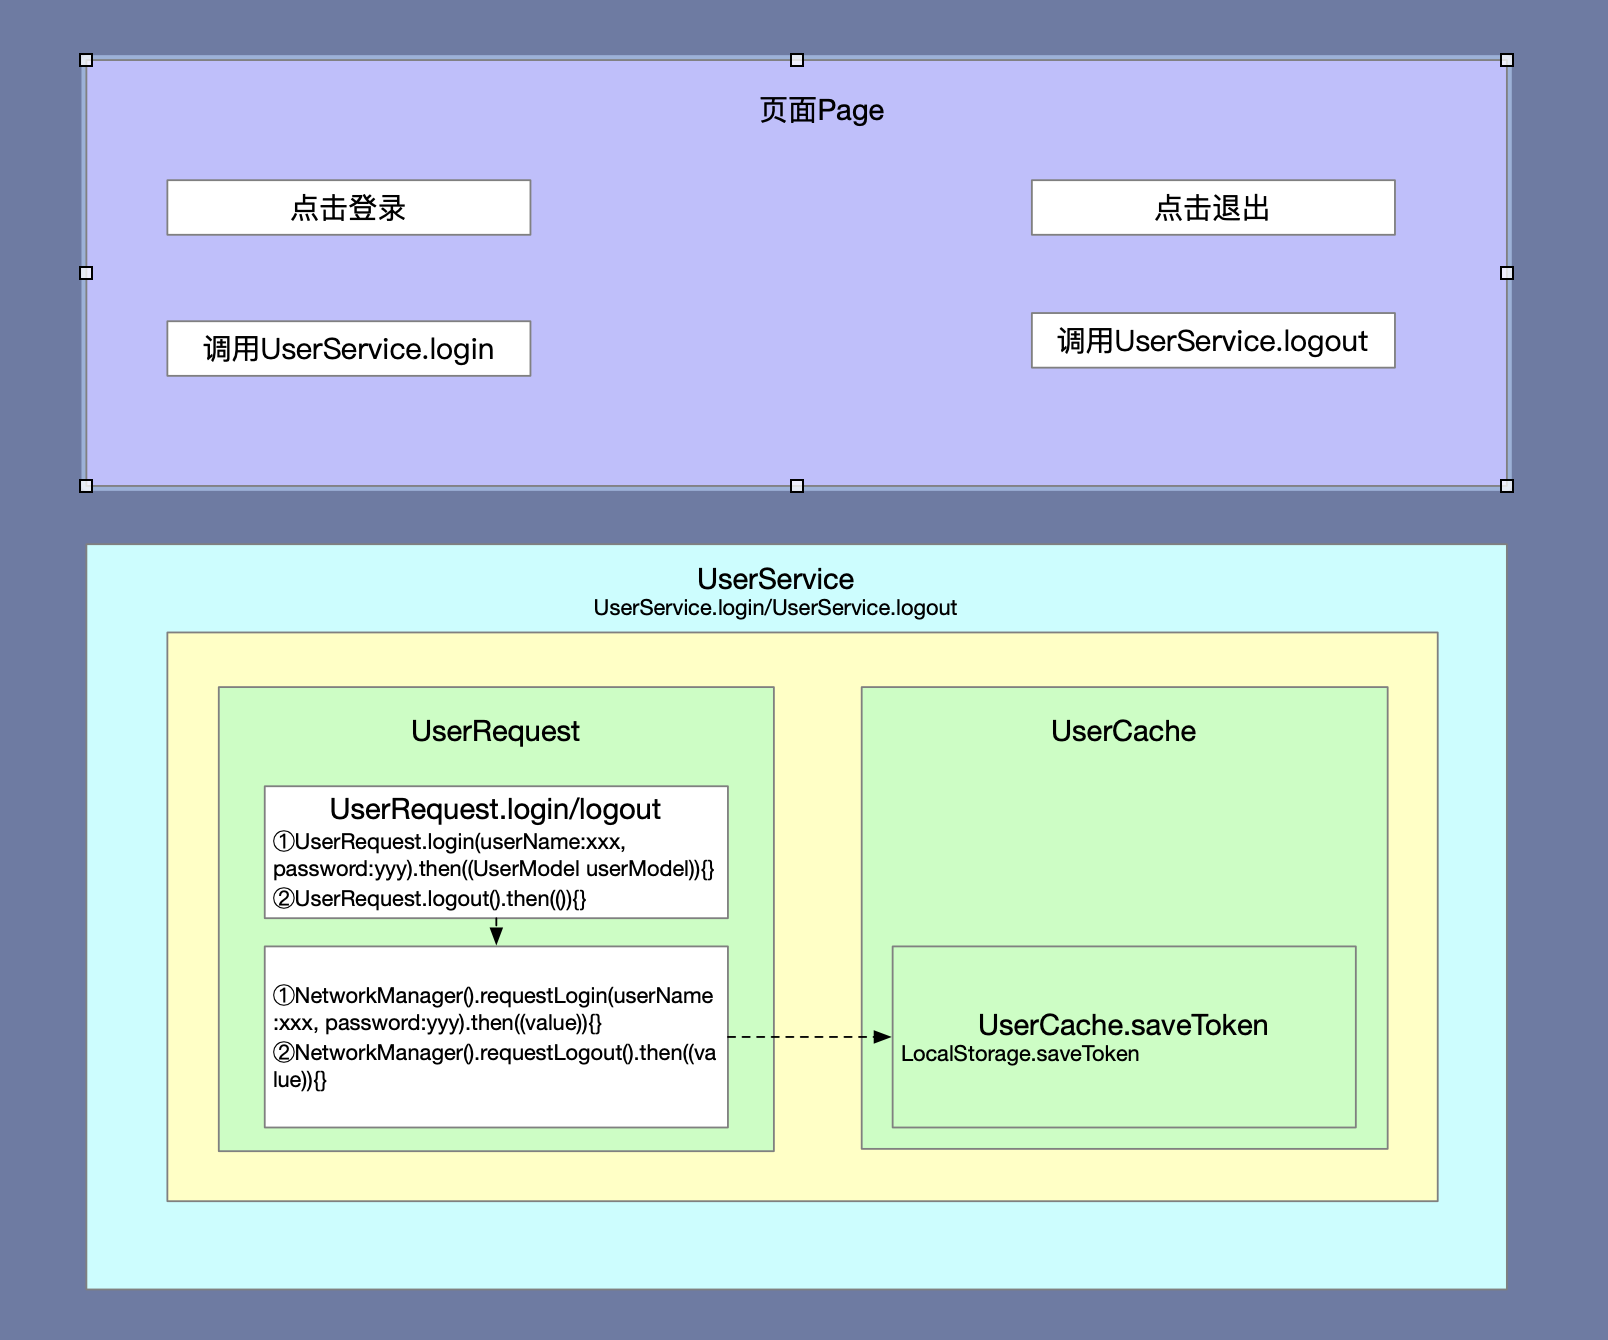 页面Page
点击登录
点击退出
调用UserService.login
调用UserService.logout
UserService
UserService.login/UserService.logout
UserRequest
UserCache
UserRequest.login/logout
①UserRequest.login(userName:xxx,
password:yyy).then((UserModel userModel)){}
②UserRequest.logout().then(()){}
①NetworkManager().requestLogin(userName
:xxx, password:yyy).then((value)){}
②NetworkManager().requestLogout().then((va
lue)){}
UserCache.saveToken
LocalStorage.saveToken